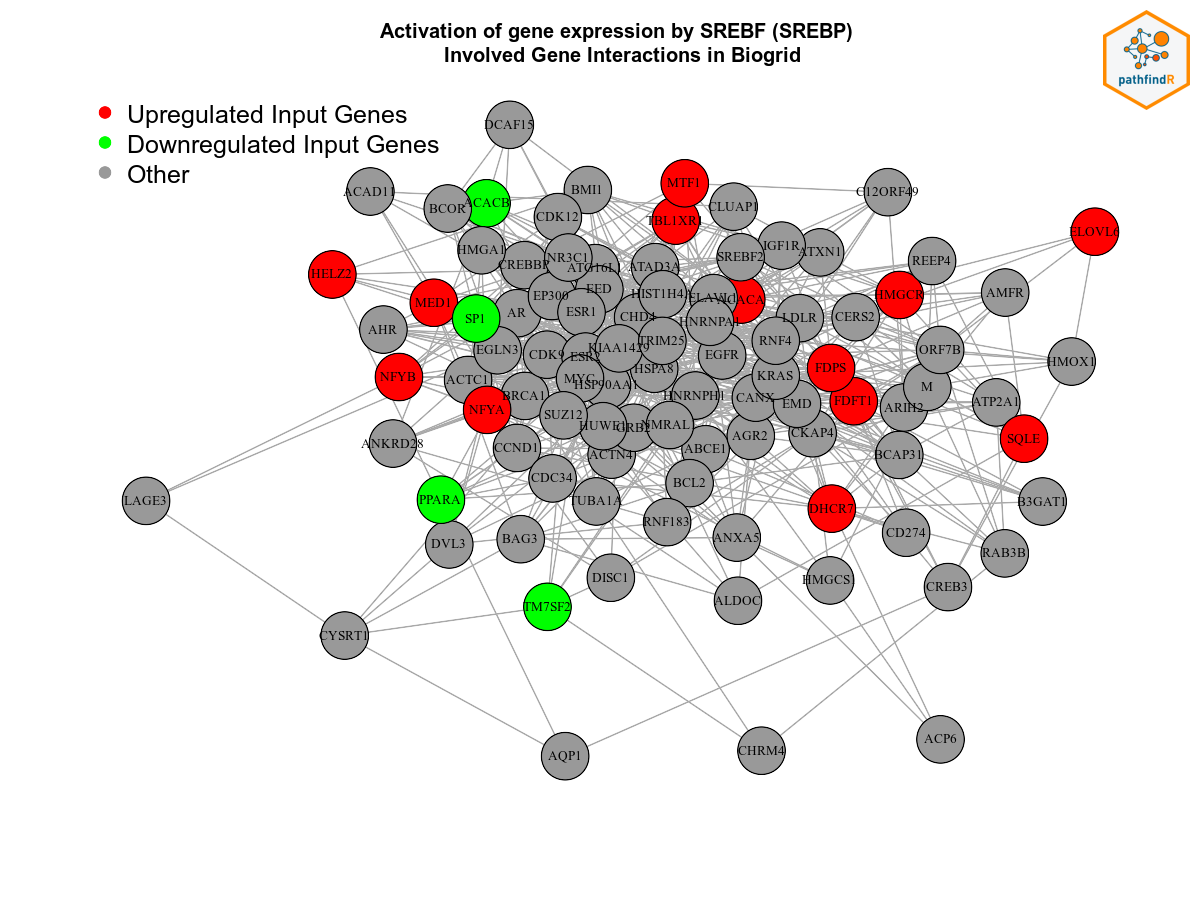 Activation of gene expression by SREBF (SREBP)
Involved Gene Interactions in Biogrid
pathfindR
Upregulated Input Genes
Downregulated Input Genes
Other
DCAF15
ACAD11
BCOR
ACACB
CDK12
BMI1
MTF1
TBL1XR1
CLUAP1
C12ORF49
ELOVL6
HMGA1
CREBBP
NR3C1
ATG16L1
ATAD3A
SREBF2
IGF1R
ATXN1
REEP4
HELZ2
MED1
SP1
AR
EP300
EED
ESR1
HIST1H4A
CHD4
ELAVL1
ACACA
HNRNPA1
LDLR
CERS2
HMGCR
AMFR
AHR
EGLN3
CDK9
ESR2
KIAA1429
TRIM25
EGFR
RNF4
ORF7B
HMOX1
NFYB
ACTC1
NFYA
BRCA1
MYC
HSP90AA1
HSPA8
HNRNPH1
KRAS
CANX
EMD
FDPS
FDFT1
ARIH2
M
ATP2A1
SQLE
ANKRD28
CCND1
SUZ12
HUWE1
GRB2
NMRAL1
ABCE1
AGR2
CKAP4
BCAP31
ACTN4
LAGE3
PPARA
CDC34
TUBA1A
BCL2
RNF183
DHCR7
B3GAT1
DVL3
BAG3
ANXA5
CD274
RAB3B
DISC1
TM7SF2
ALDOC
HMGCS1
CREB3
CYSRT1
AQP1
CHRM4
ACP6